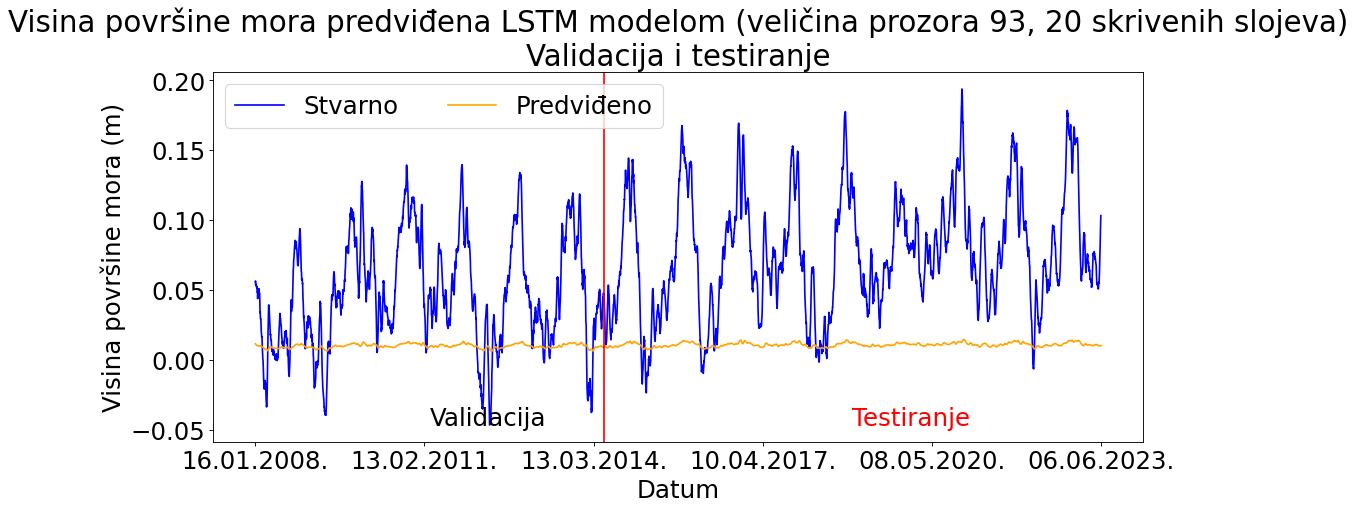 Visina površine mora predviđena LSTM modelom (veličina prozora 93, 20 skrivenih slojeva)
Validacija i testiranje
Stvarno
Predviđeno
Visina površine mora (m)
0.20
0.15
0.10
0.05
0.00
−0.05
Validacija
Testiranje
16.01.2008.
13.02.2011.
13.03.2014.
10.04.2017.
08.05.2020.
06.06.2023.
Datum